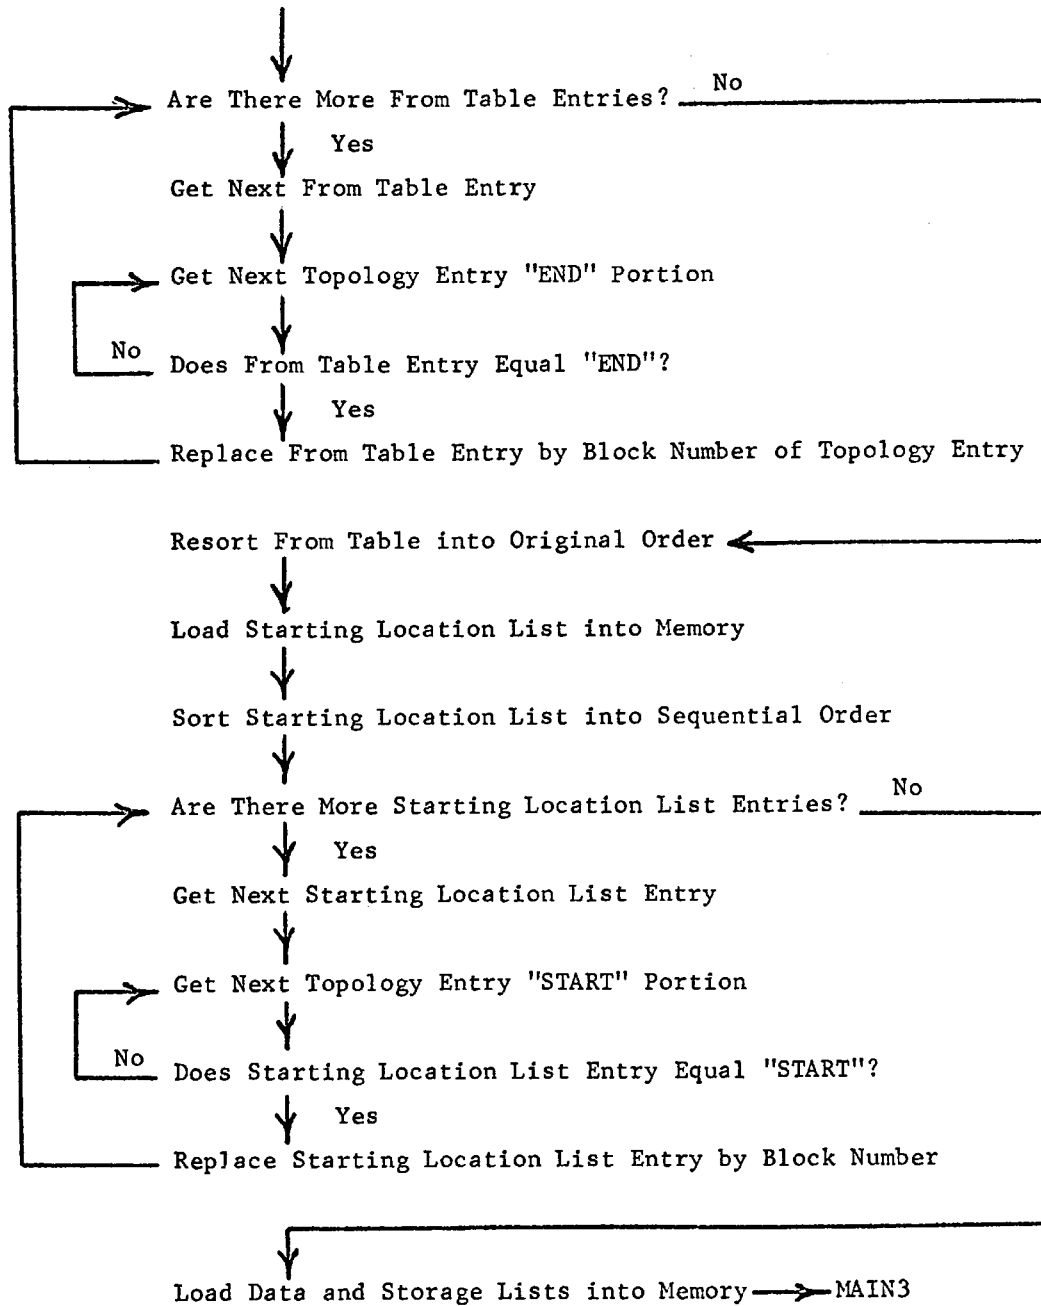 Are There More From Table Entries? No
Yes
Get Next From Table Entry
Get Next Topology Entry "END" Portion
No Does From Table Entry Equal "END"?
Yes
Replace From Table Entry by Block Number of Topology Entry
Resort From Table into Original Order
Load Starting Location List into Memory
Sort Starting Location List into Sequential Order
Are There More Starting Location List Entries? No
Yes
Get Next Starting Location List Entry
Get Next Topology Entry "START" Portion
No Does Starting Location List Entry Equal "START"?
Yes
Replace Starting Location List Entry by Block Number
Load Data and Storage Lists into Memory MAIN3